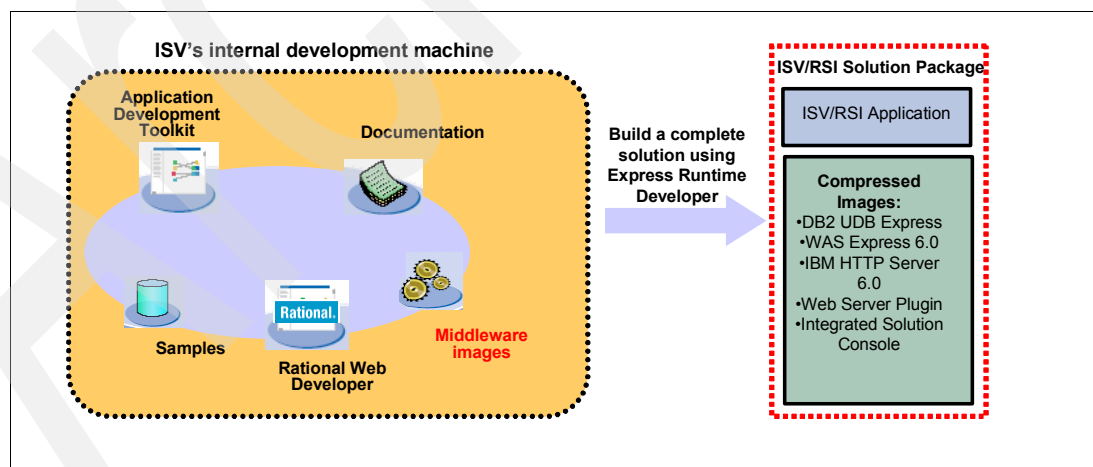 ISV's internal development machine
Application
Development
Toolkit
Documentation
Rational®
Samples
Rational Web
Developer
Middleware
images
Build a complete
solution using
Express Runtime
Developer
ISV/RSI Solution Package
ISV/RSI Application
Compressed
Images:
•DB2 UDB Express
•WAS Express 6.0
•IBM HTTP Server
6.0
•Web Server Plugin
•Integrated Solution
Console